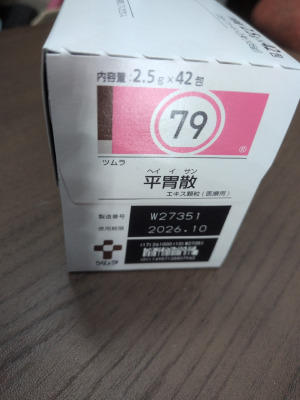 内容量:2.5g×42包
79
®
ツムラ
ヘイ イ サン
平胃散
エキス顆粒(医療用)
製造番号 W27351
使用期限 2026.10
ツムラ